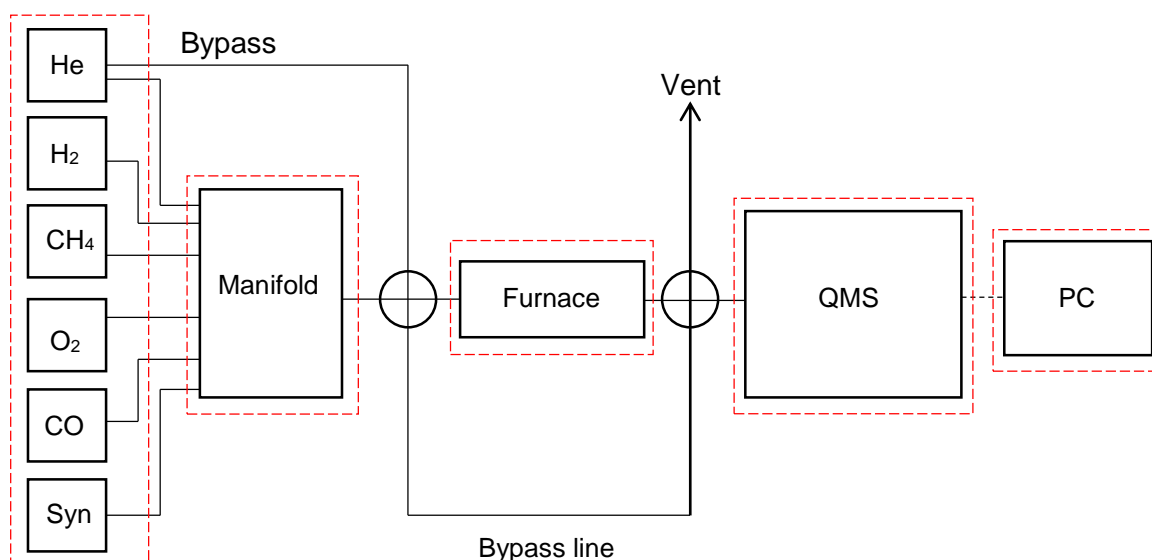 He
Bypass
Vent
H₂
CH₄
Manifold
Furnace
QMS
PC
O₂
CO
Syn
Bypass line